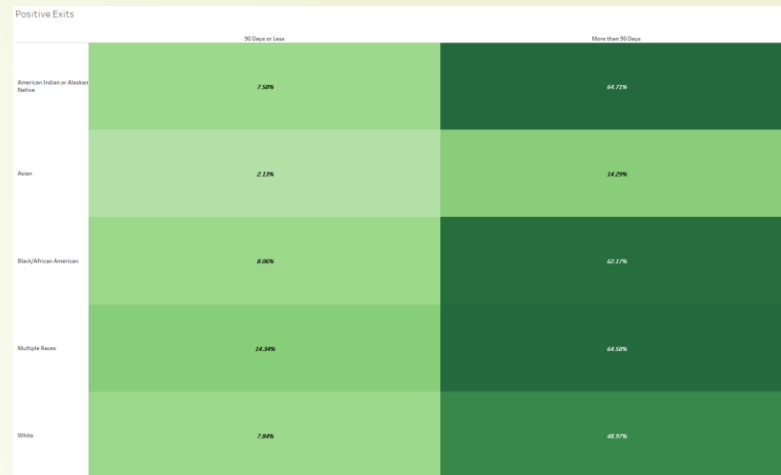 Positive Exits
90 Days or Less
More than 90 Days
American Indian or Alaskan
Native
7.58%
64.71%
Asian
2.13%
14.29%
Black/African American
8.06%
62.17%
Multiple Races
14.34%
64.58%
White
7.84%
48.97%